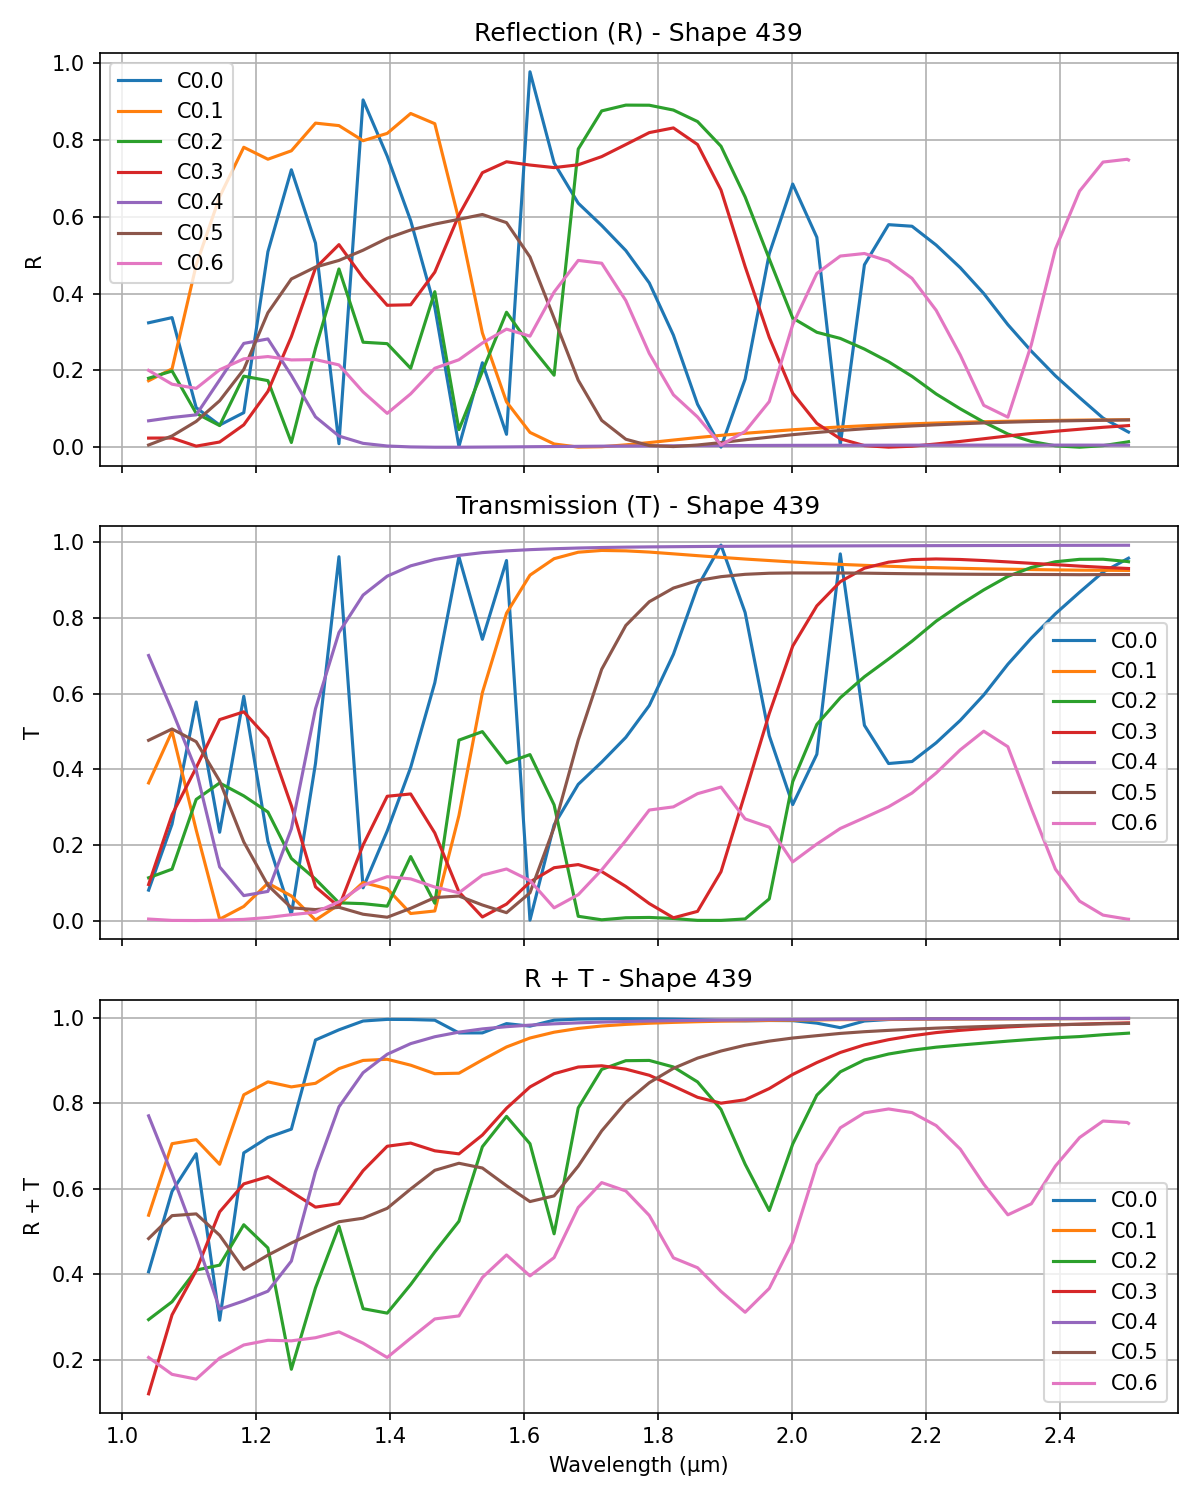 Reflection (R) - Shape 439
1.0
0.8
0.6
0.4
0.2
0.0
R
C0.0
C0.1
C0.2
C0.3
C0.4
C0.5
C0.6
Transmission (T) - Shape 439
1.0
0.8
0.6
0.4
0.2
0.0
T
C0.0
C0.1
C0.2
C0.3
C0.4
C0.5
C0.6
R + T - Shape 439
1.0
0.8
0.6
0.4
0.2
R + T
C0.0
C0.1
C0.2
C0.3
C0.4
C0.5
C0.6
1.0 1.2 1.4 1.6 1.8 2.0 2.2 2.4
Wavelength (μm)